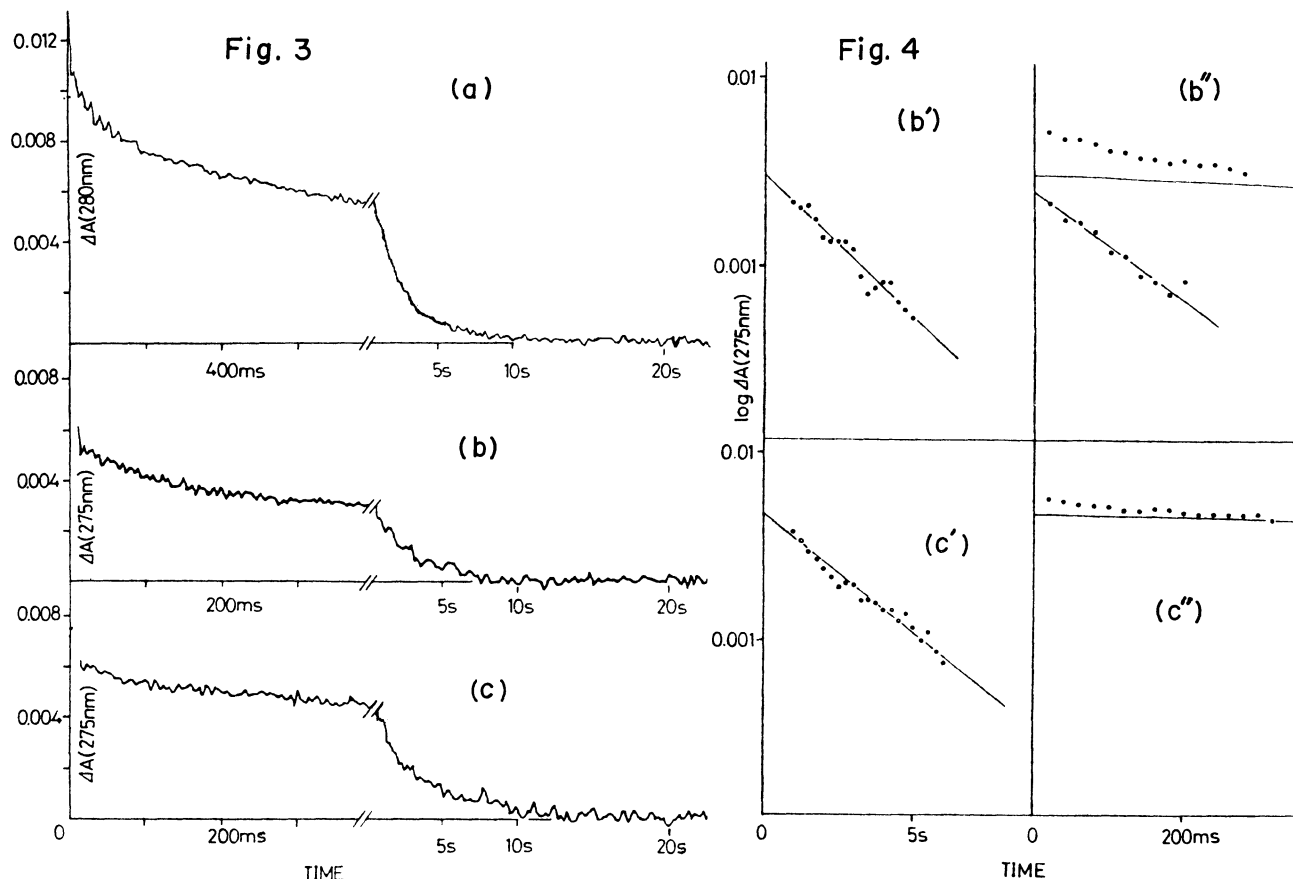 Fig. 3
(a)
0.012
0.008
0.004
ΔA(280nm)
400ms
5s
10s
20s
(b)
0.008
0.004
ΔA(275nm)
200ms
5s
10s
20s
(c)
0.008
0.004
ΔA(275nm)
0
200ms
5s
10s
20s
TIME
Fig. 4
(b')
(b'')
0.01
0.001
log ΔA(275nm)
0.01
(c')
(c'')
0.001
0
5s
0
200ms
TIME